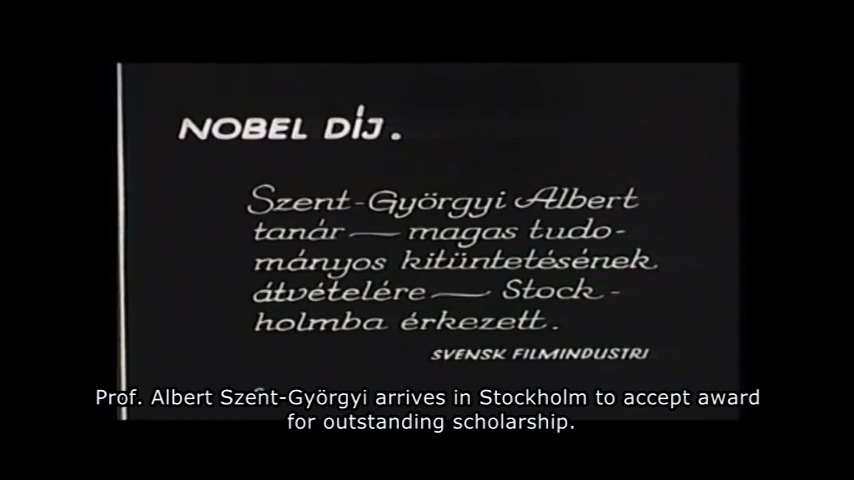 NOBEL DÍJ.
Szent-Györgyi Albert
tanár — magas tudo-
mányos kitüntetésének
átvételére — Stock-
holmba érkezett.
SVENSK FILMINDUSTRI
Prof. Albert Szent-Györgyi arrives in Stockholm to accept award
for outstanding scholarship.